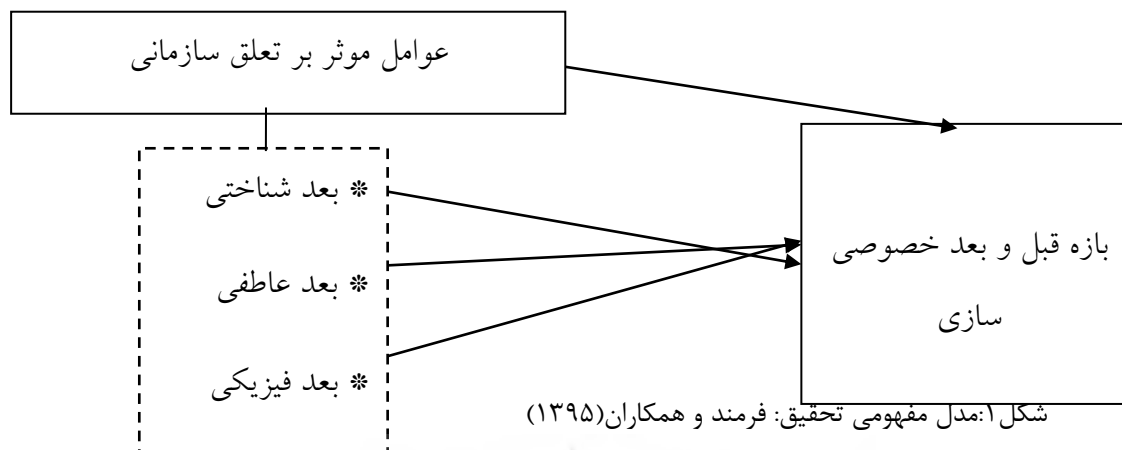 عوامل موثر بر تعلق سازمانی
* بعد شناختی
* بعد عاطفی
* بعد فیزیکی
بازه قبل و بعد خصوصی
سازی
شکل۱:مدل مفهومی تحقیق: فرمند و همکاران(۱۳۹۵)